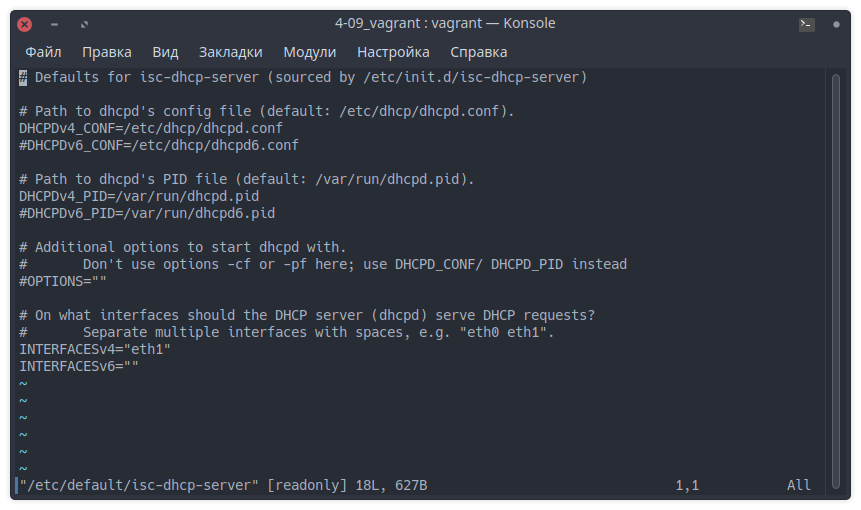 4-09_vagrant : vagrant — Konsole
Файл Правка Вид Закладки Модули Настройка Справка
# Defaults for isc-dhcp-server (sourced by /etc/init.d/isc-dhcp-server)
# Path to dhcpd's config file (default: /etc/dhcp/dhcpd.conf).
DHCPDv4_CONF=/etc/dhcp/dhcpd.conf
#DHCPDv6_CONF=/etc/dhcp/dhcpd6.conf
# Path to dhcpd's PID file (default: /var/run/dhcpd.pid).
DHCPDv4_PID=/var/run/dhcpd.pid
#DHCPDv6_PID=/var/run/dhcpd6.pid
# Additional options to start dhcpd with.
#       Don't use options -cf or -pf here; use DHCPD_CONF/ DHCPD_PID instead
#OPTIONS=""
# On what interfaces should the DHCP server (dhcpd) serve DHCP requests?
#       Separate multiple interfaces with spaces, e.g. "eth0 eth1".
INTERFACESv4="eth1"
INTERFACESv6=""
~
~
~
~
~
~
"/etc/default/isc-dhcp-server" [readonly] 18L, 627B 1,1 All